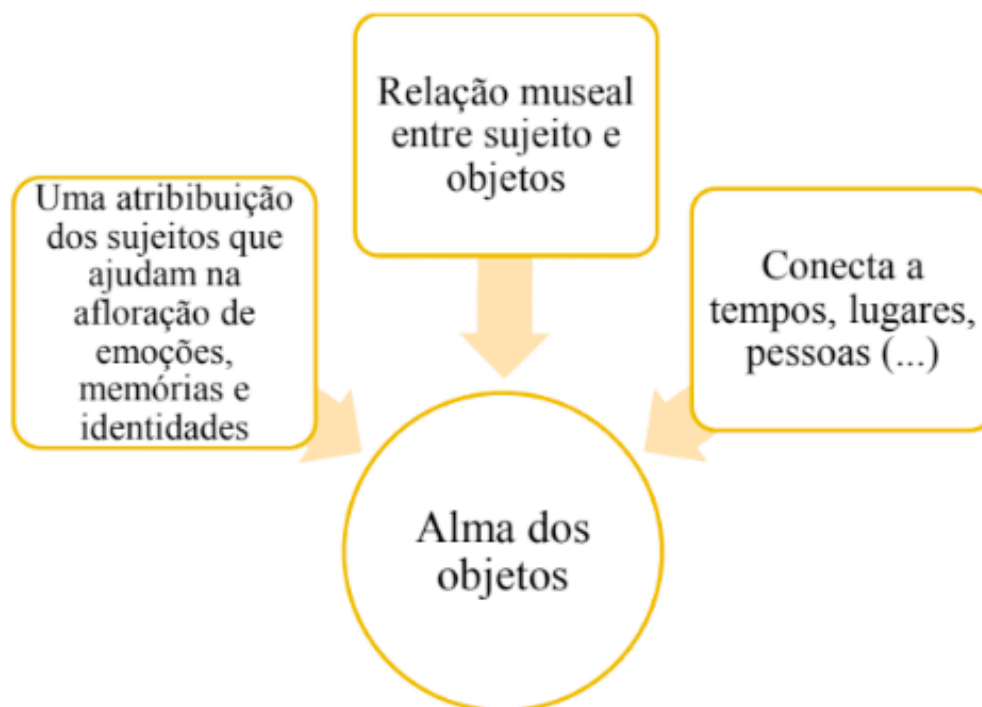 Relação museal
entre sujeito e
objetos
Uma atribibuição
dos sujeitos que
ajudam na
afloração de
emoções,
memórias e
identidades
Conecta a
tempos, lugares,
pessoas (...)
Alma dos
objetos